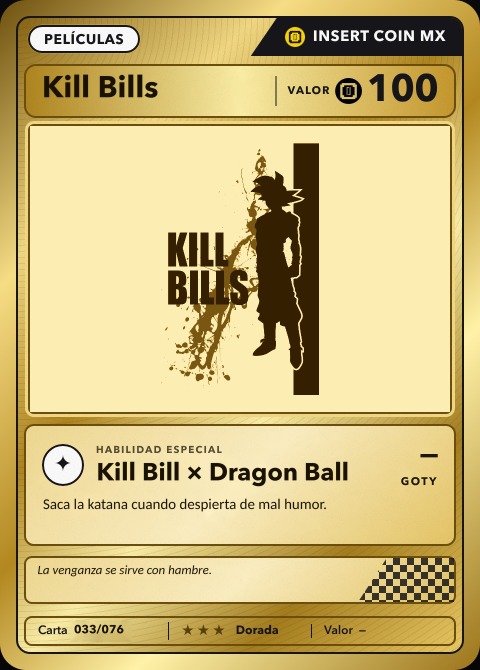 PELÍCULAS
INSERT COIN MX
Kill Bills
VALOR 100
KILL
BILLS
HABILIDAD ESPECIAL
Kill Bill × Dragon Ball
–
GOTY
Saca la katana cuando despierta de mal humor.
La venganza se sirve con hambre.
Carta 033/076 ★ ★ ★ Dorada Valor –